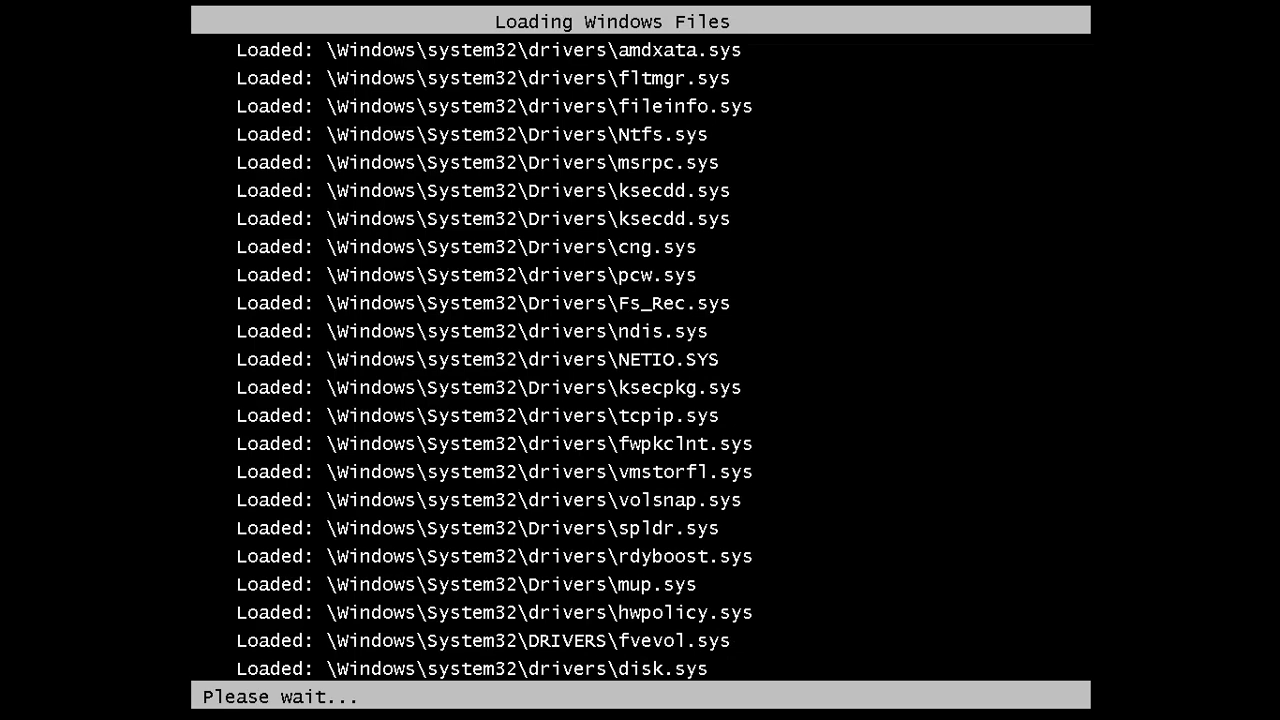 Loading Windows Files
Loaded: \Windows\system32\drivers\amdxata.sys
Loaded: \Windows\system32\drivers\fltmgr.sys
Loaded: \Windows\system32\drivers\fileinfo.sys
Loaded: \Windows\System32\Drivers\Ntfs.sys
Loaded: \Windows\System32\Drivers\msrpc.sys
Loaded: \Windows\System32\Drivers\ksecdd.sys
Loaded: \Windows\System32\Drivers\ksecdd.sys
Loaded: \Windows\System32\Drivers\cng.sys
Loaded: \Windows\System32\drivers\pcw.sys
Loaded: \Windows\System32\Drivers\Fs_Rec.sys
Loaded: \Windows\system32\drivers\ndis.sys
Loaded: \Windows\system32\drivers\NETIO.SYS
Loaded: \Windows\System32\Drivers\ksecpkg.sys
Loaded: \Windows\System32\drivers\tcpip.sys
Loaded: \Windows\System32\drivers\fwpkclnt.sys
Loaded: \Windows\system32\drivers\vmstorfl.sys
Loaded: \Windows\system32\drivers\volsnap.sys
Loaded: \Windows\System32\Drivers\spldr.sys
Loaded: \Windows\System32\drivers\rdyboost.sys
Loaded: \Windows\System32\Drivers\mup.sys
Loaded: \Windows\System32\drivers\hwpolicy.sys
Loaded: \Windows\System32\DRIVERS\fvevol.sys
Loaded: \Windows\system32\drivers\disk.sys
Please wait...